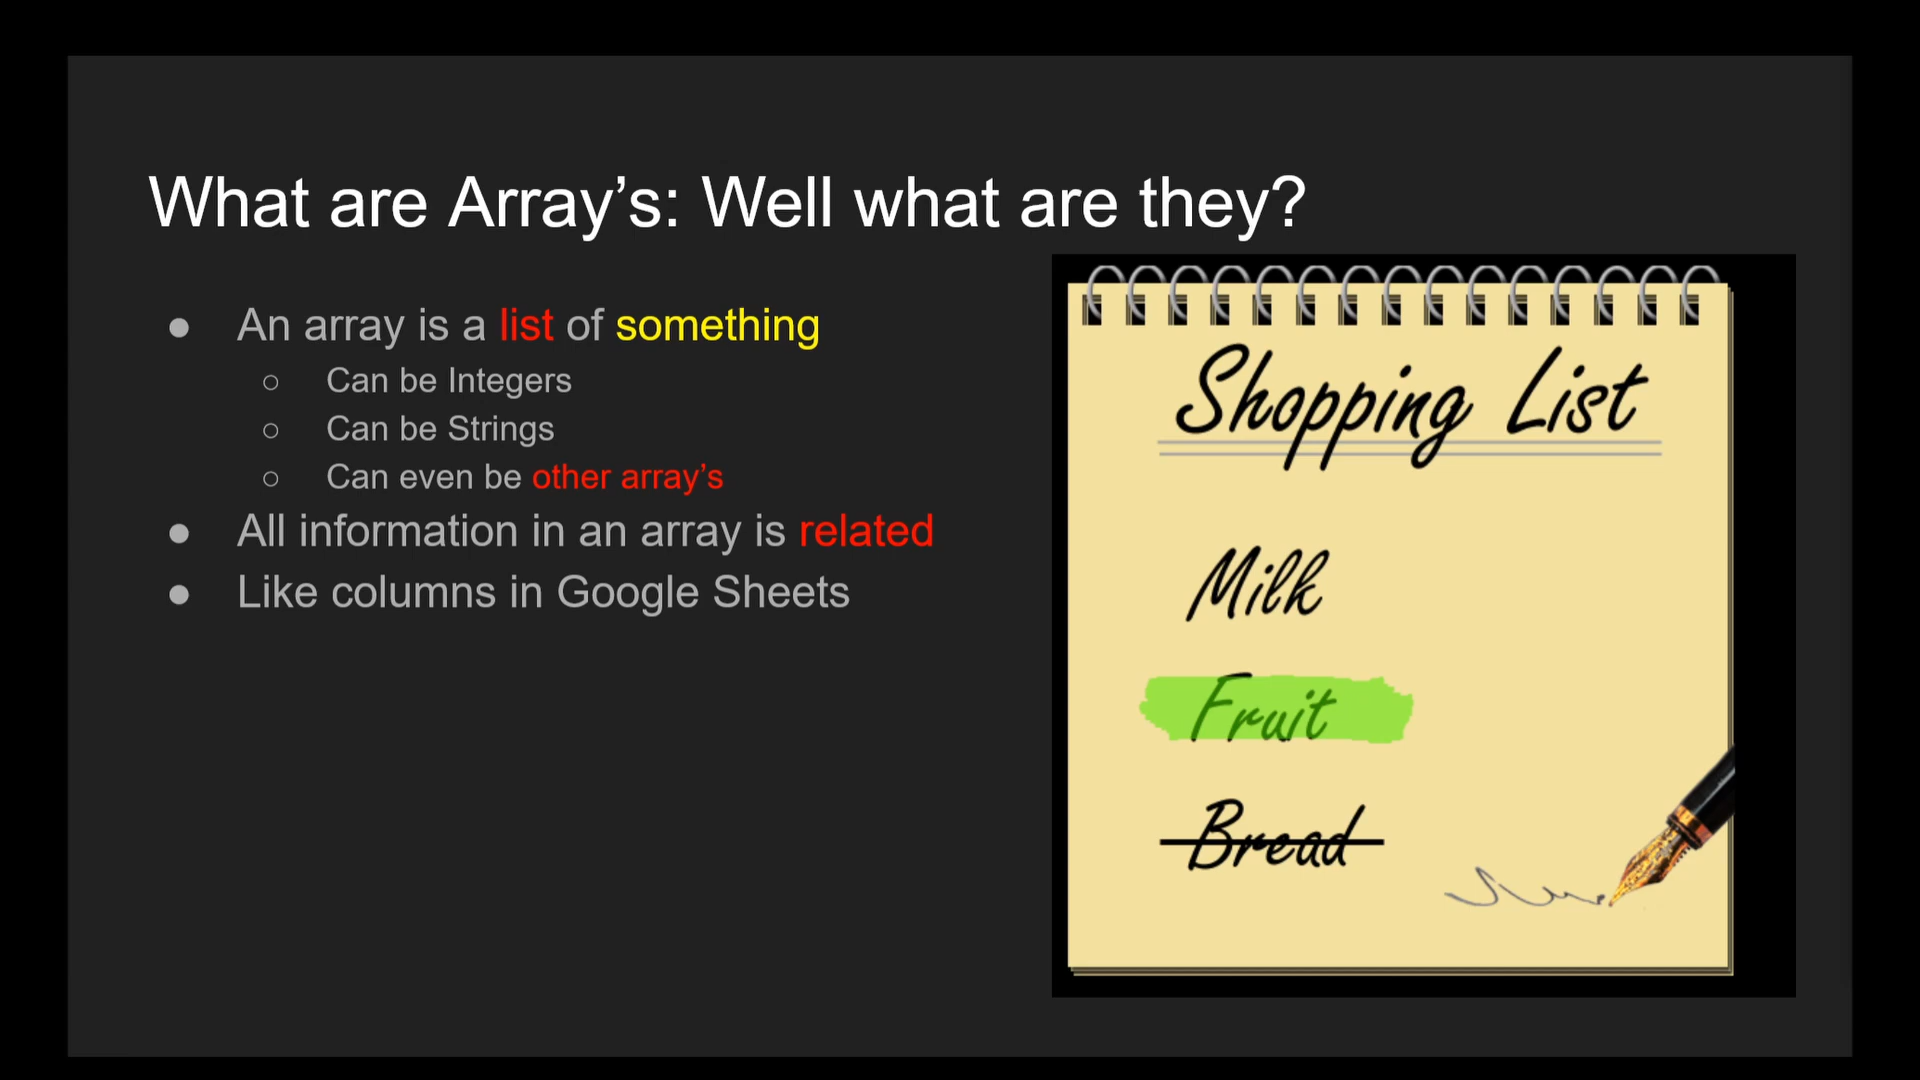 What are Array’s: Well what are they?
● An array is a list of something
○ Can be Integers
○ Can be Strings
○ Can even be other array’s
● All information in an array is related
● Like columns in Google Sheets
Shopping List
Milk
Fruit
Bread